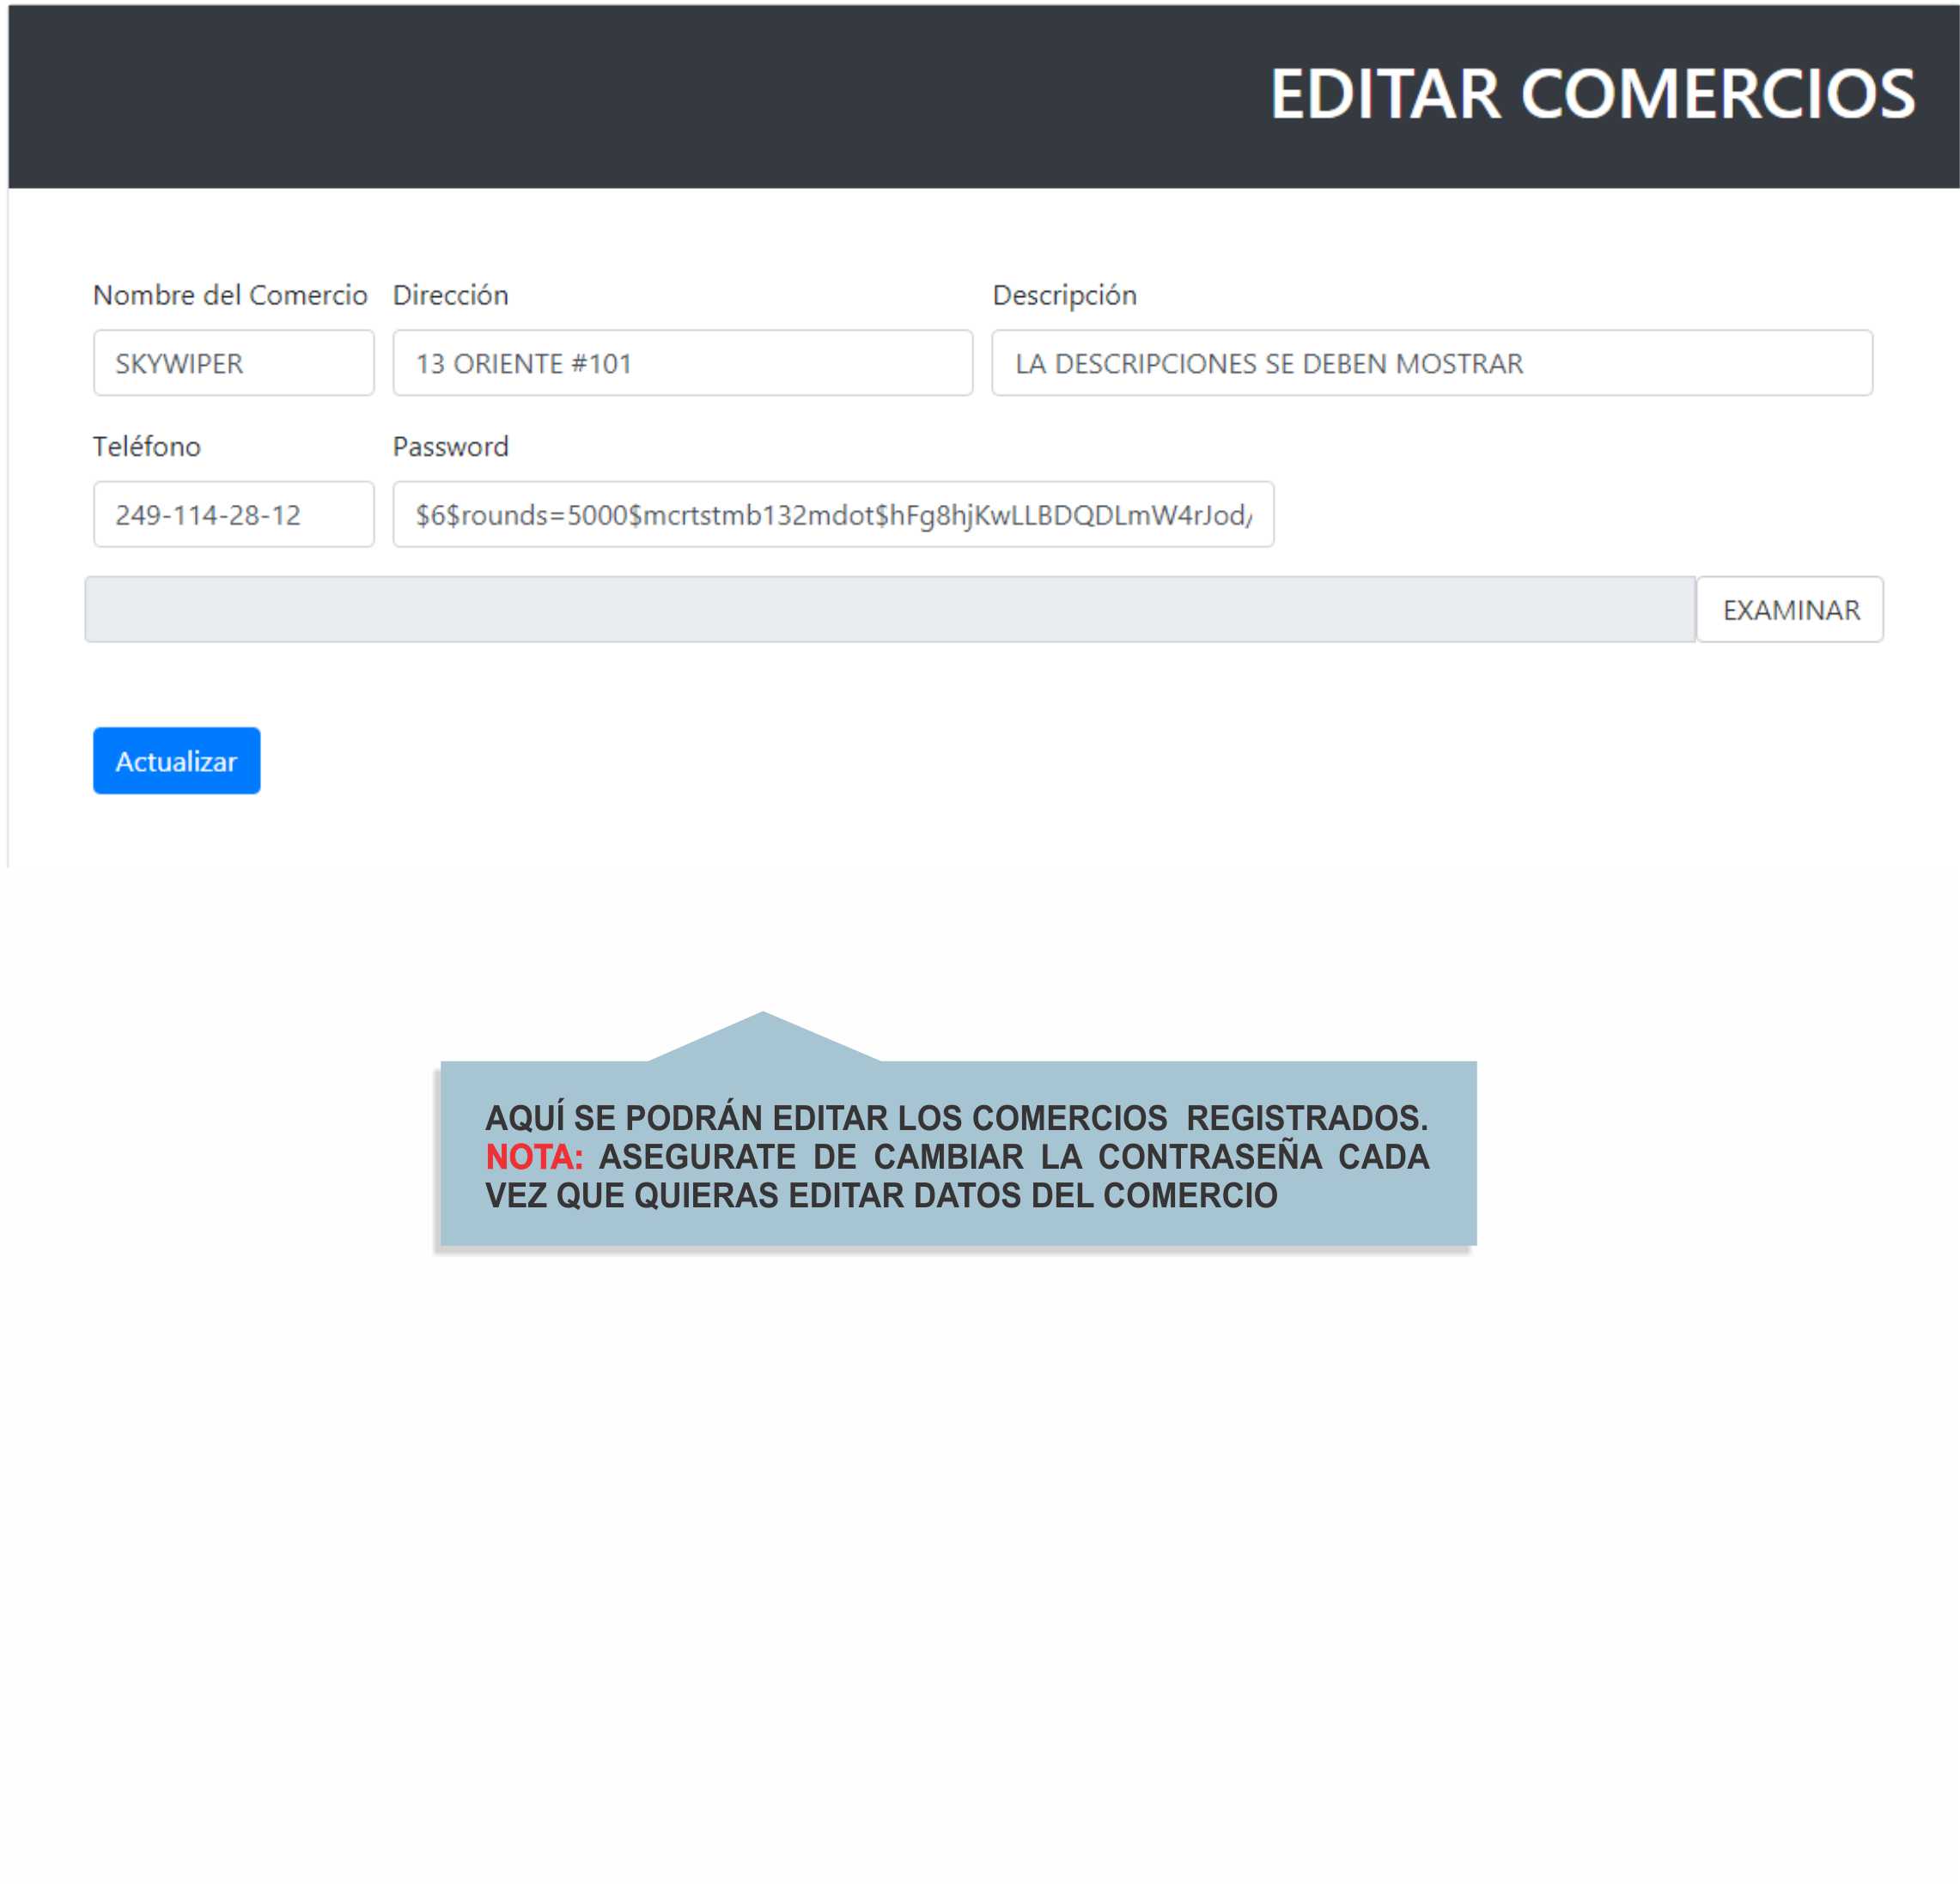 EDITAR COMERCIOS
Nombre del Comercio Dirección Descripción
SKYWIPER 13 ORIENTE #101 LA DESCRIPCIONES SE DEBEN MOSTRAR
Teléfono Password
249-114-28-12 $6$rounds=5000$mcrtstmb132mdot$hFg8hjKwLLBDQDLmW4rJod/
EXAMINAR
Actualizar
AQUÍ SE PODRÁN EDITAR LOS COMERCIOS REGISTRADOS.
NOTA: ASEGURATE DE CAMBIAR LA CONTRASEÑA CADA
VEZ QUE QUIERAS EDITAR DATOS DEL COMERCIO